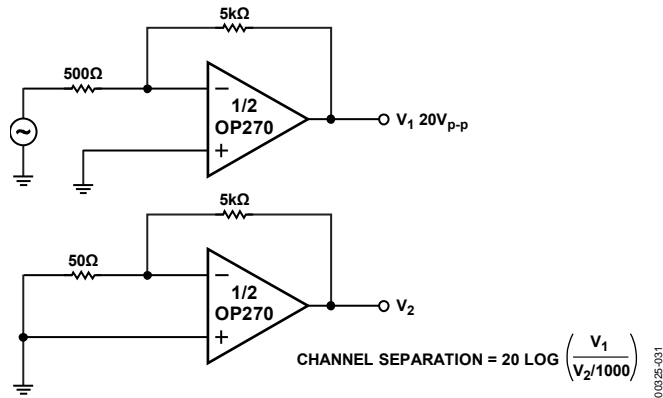 5kΩ
500Ω
−
1/2
OP270
+
~
V1 20Vp-p
5kΩ
50Ω
−
1/2
OP270
+
V2
CHANNEL SEPARATION = 20 LOG (V1 / V2/1000)
00325-031